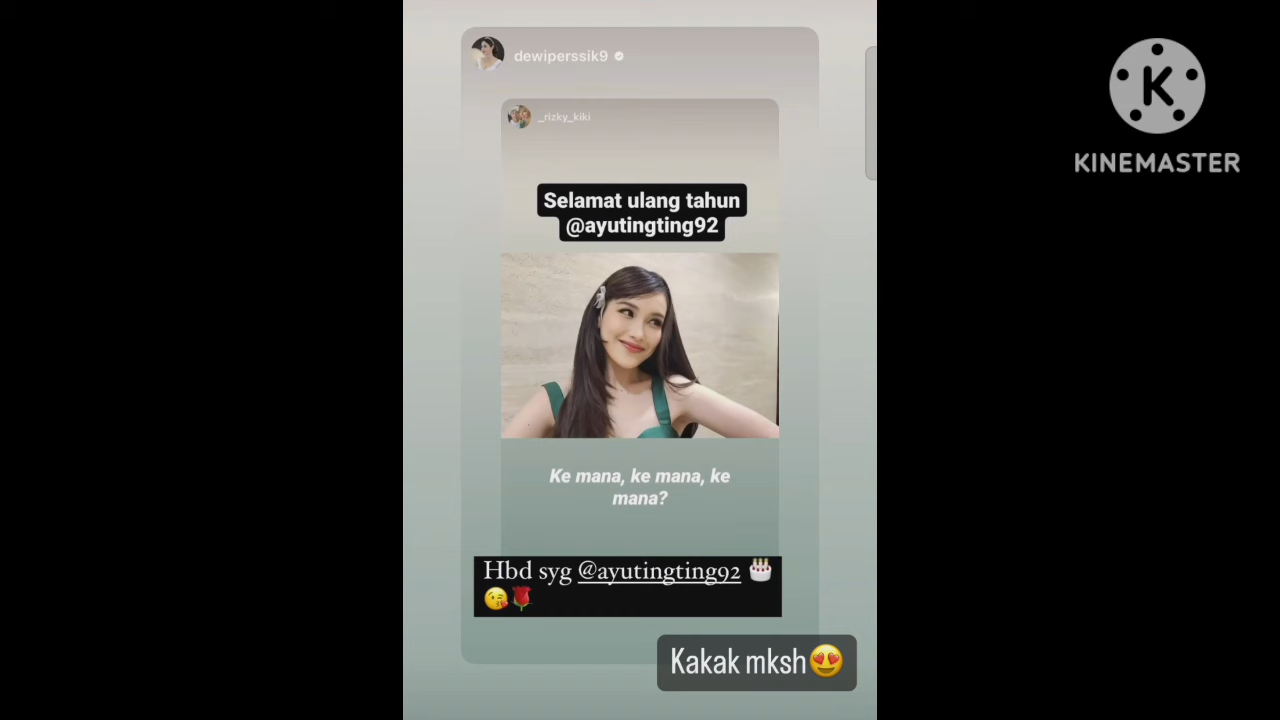 dewiperssik9
_rizky_kiki
Selamat ulang tahun
@ayutingting92
Ke mana, ke mana, ke
mana?
Hbd syg @ayutingting92 🎂
😘🌹
Kakak mksh😍
K
KINEMASTER